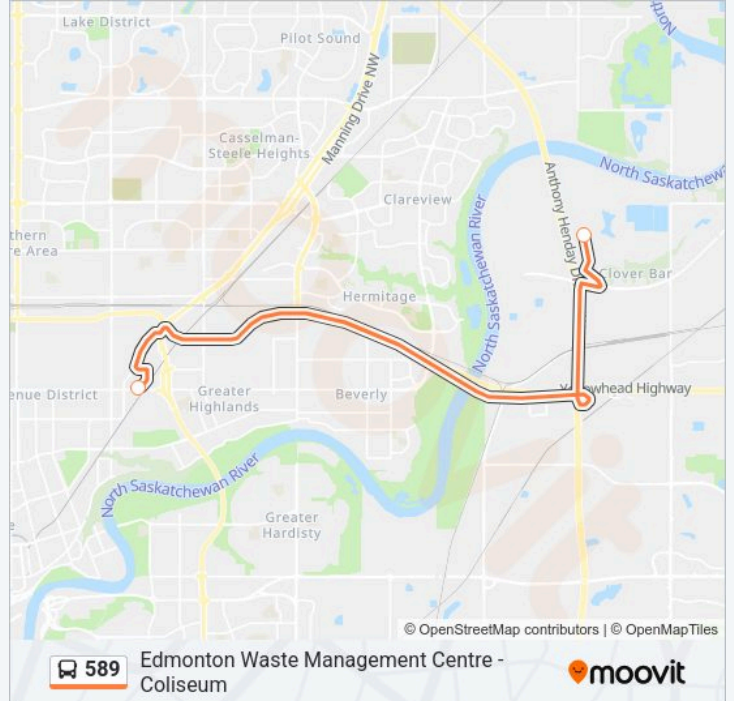 Lake District
Pilot Sound
Manning Drive NW
Casselman-
Steele Heights
North Saskatchewa
Clareview
Anthony Henday D
North Saskatchewan River
thern
re Area
Clover Bar
Hermitage
enue District
Greater
Highlands
Beverly
Highway
North Saskatchewan River
Greater
Hardisty
© OpenStreetMap contributors | © OpenMapTiles
589
Edmonton Waste Management Centre -
Coliseum
moovit